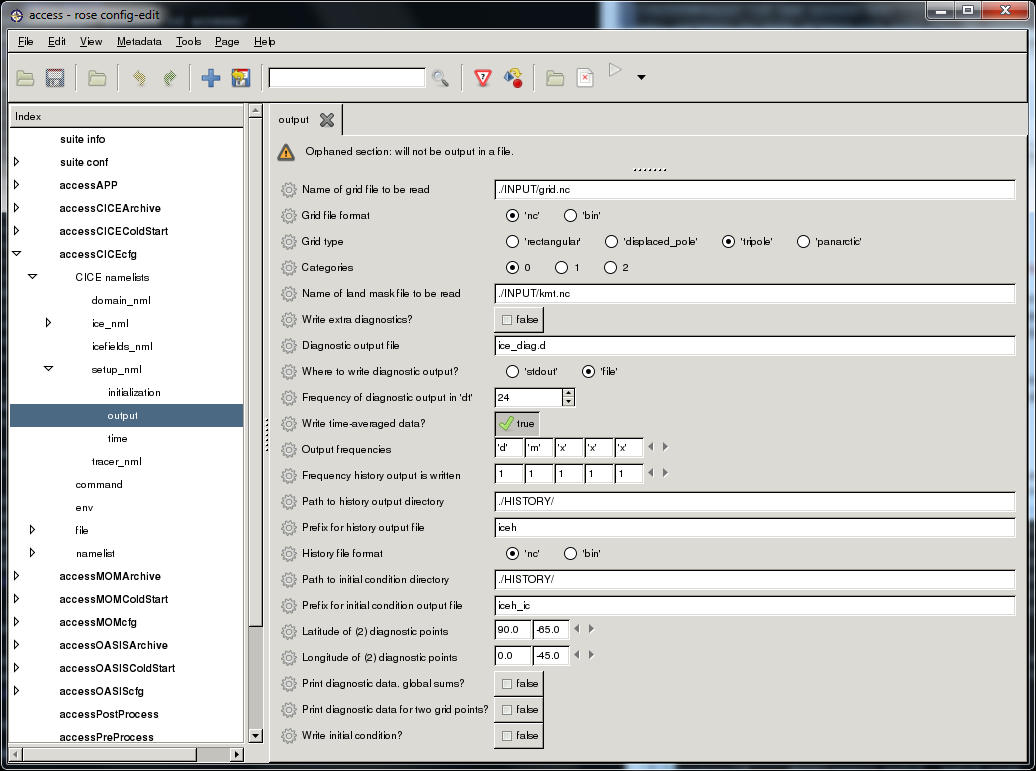 access - rose config-edit
File Edit View Metadata Tools Page Help
Index
suite info
suite conf
accessAPP
accessCICEArchive
accessCICEColdStart
accessCICEcfg
CICE namelists
domain_nml
ice_nml
icefields_nml
setup_nml
initialization
output
time
tracer_nml
command
env
file
namelist
accessMOMArchive
accessMOMColdStart
accessMOMcfg
accessOASISArchive
accessOASISColdStart
accessOASIScfg
accessPostProcess
accessPreProcess
output
Orphaned section: will not be output in a file.
Name of grid file to be read ./INPUT/grid.nc
Grid file format 'nc' 'bin'
Grid type 'rectangular' 'displaced_pole' 'tripole' 'panarctic'
Categories 0 1 2
Name of land mask file to be read ./INPUT/kmt.nc
Write extra diagnostics? false
Diagnostic output file ice_diag.d
Where to write diagnostic output? 'stdout' 'file'
Frequency of diagnostic output in 'dt' 24
Write time-averaged data? true
Output frequencies 'd' 'm' 'x' 'x' 'x'
Frequency history output is written 1 1 1 1 1
Path to history output directory ./HISTORY/
Prefix for history output file iceh
History file format 'nc' 'bin'
Path to initial condition directory ./HISTORY/
Prefix for initial condition output file iceh_ic
Latitude of (2) diagnostic points 90.0 -65.0
Longitude of (2) diagnostic points 0.0 -45.0
Print diagnostic data, global sums? false
Print diagnostic data for two grid points? false
Write initial condition? false